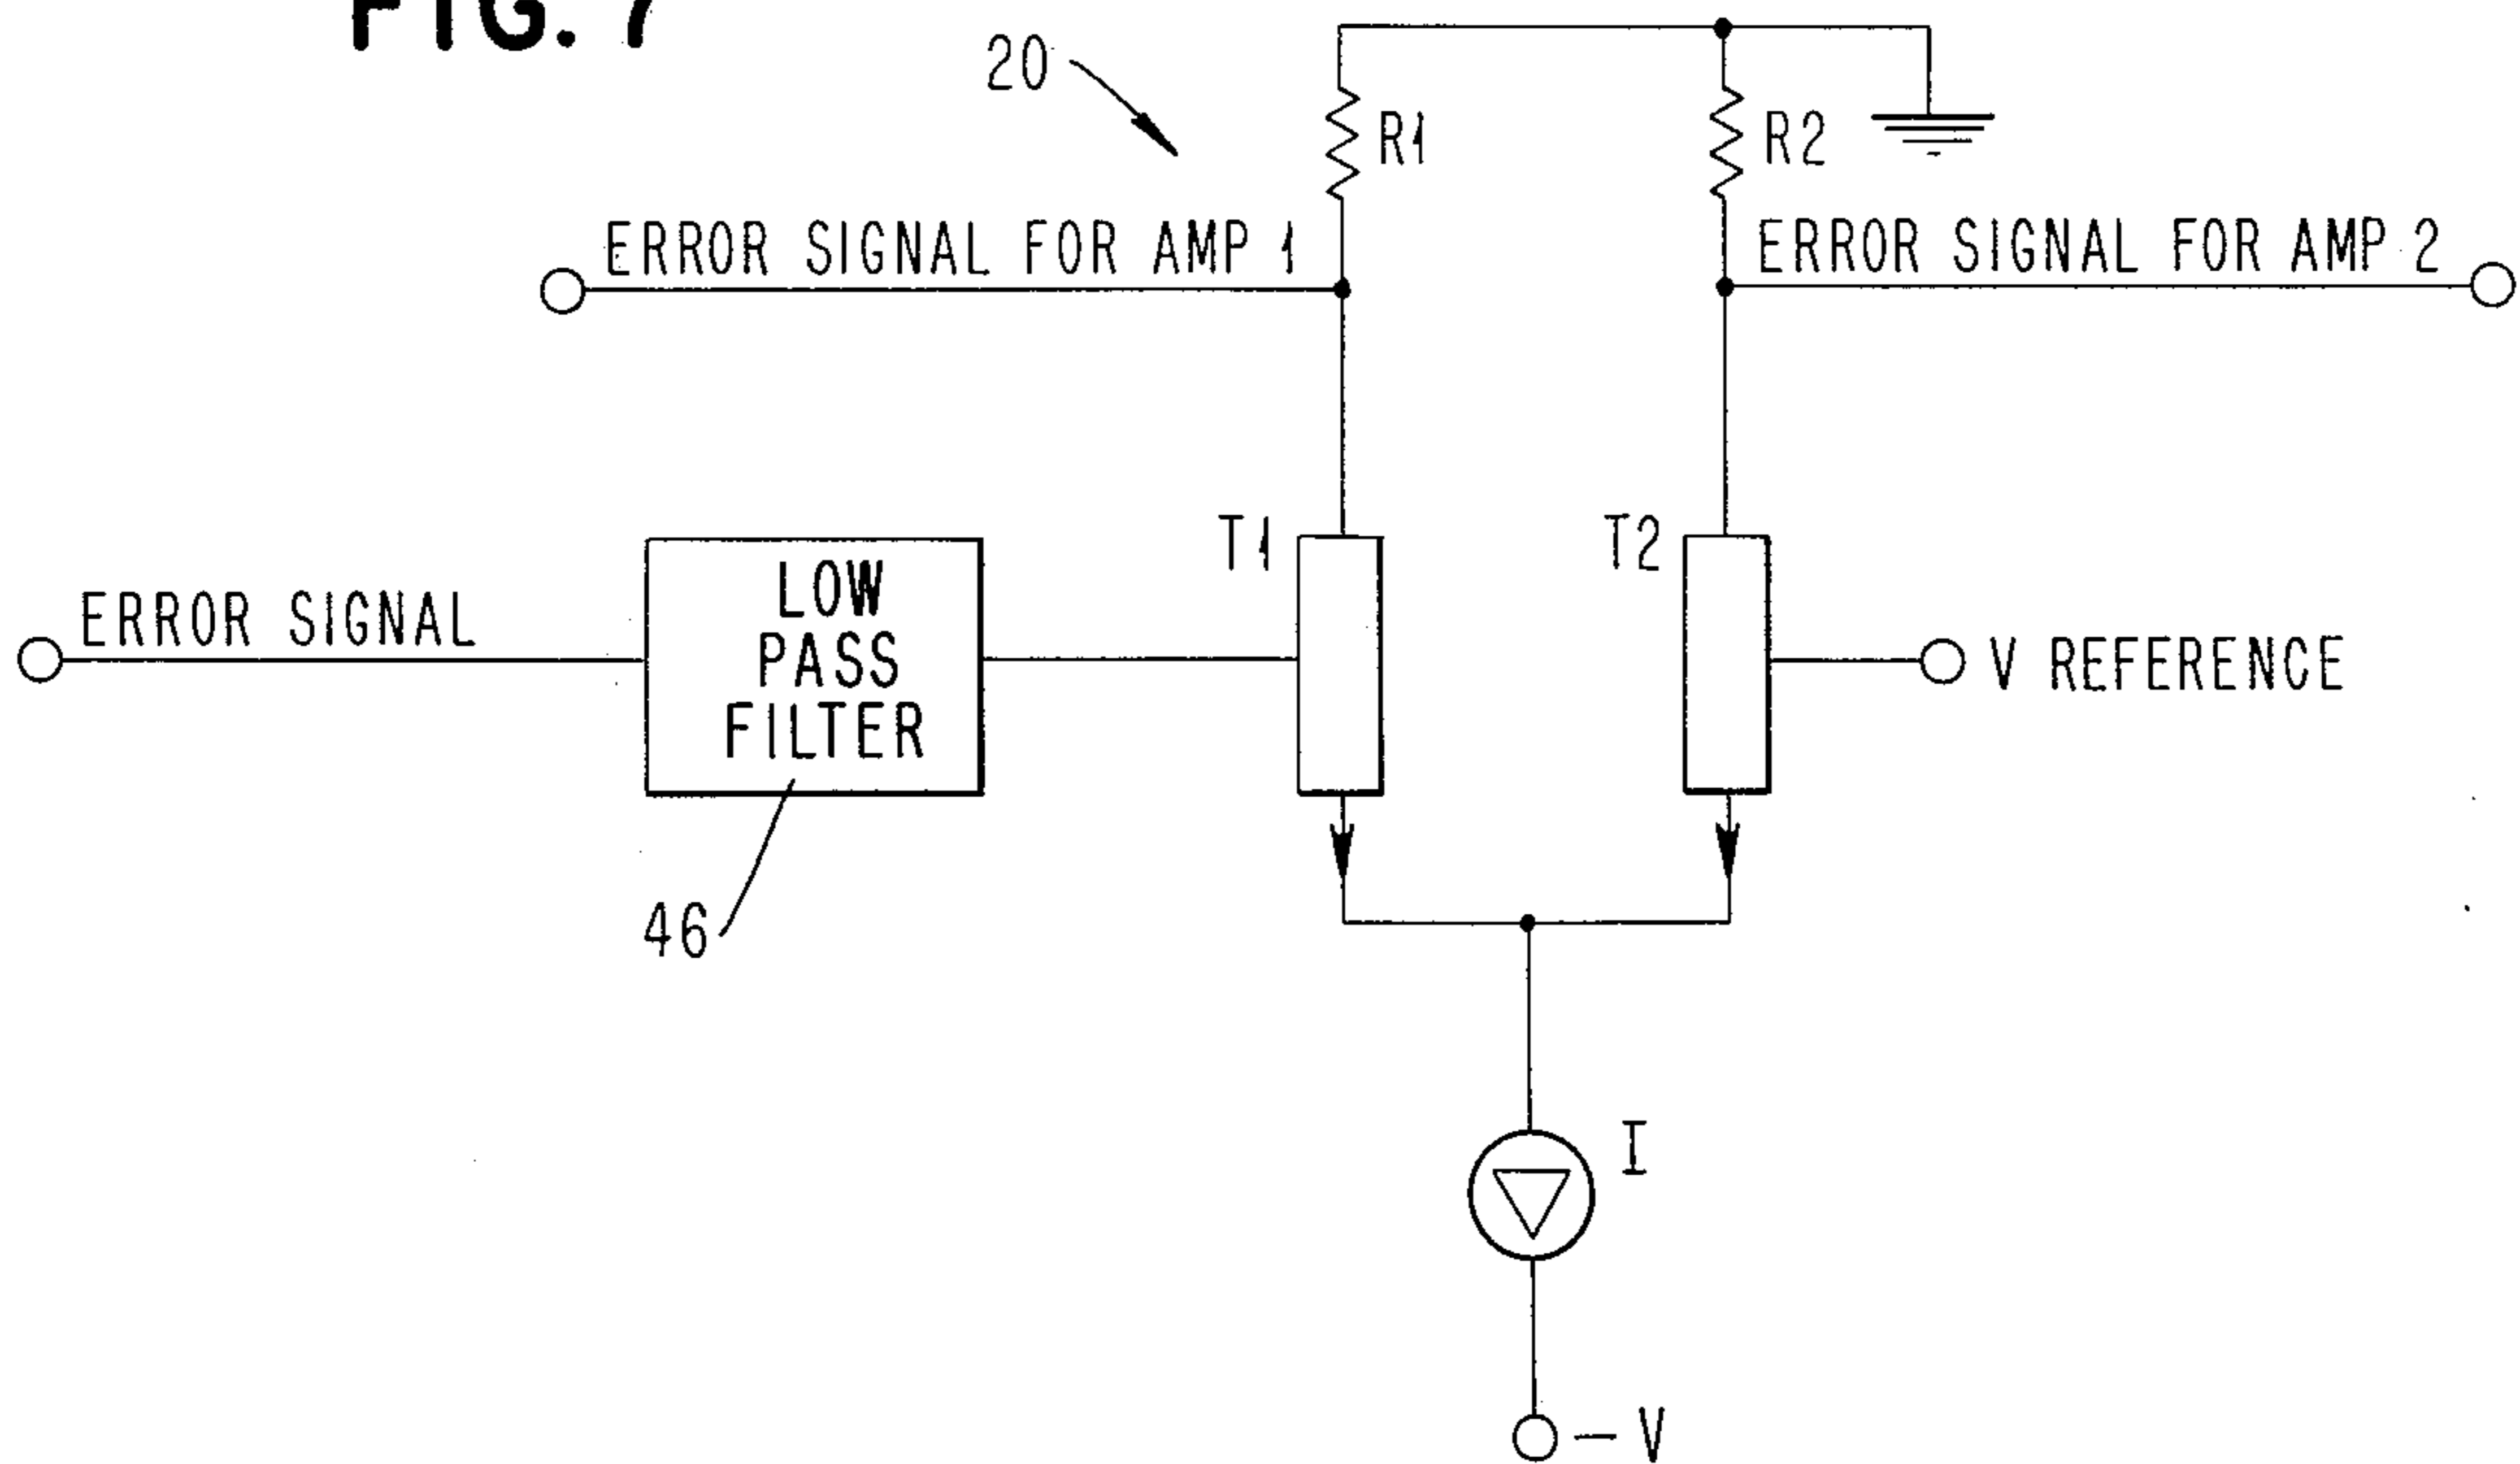 FIG. 7
20
R1
R2
ERROR SIGNAL FOR AMP 1
ERROR SIGNAL FOR AMP 2
T1
T2
ERROR SIGNAL
LOW
PASS
FILTER
V REFERENCE
46
I
— V